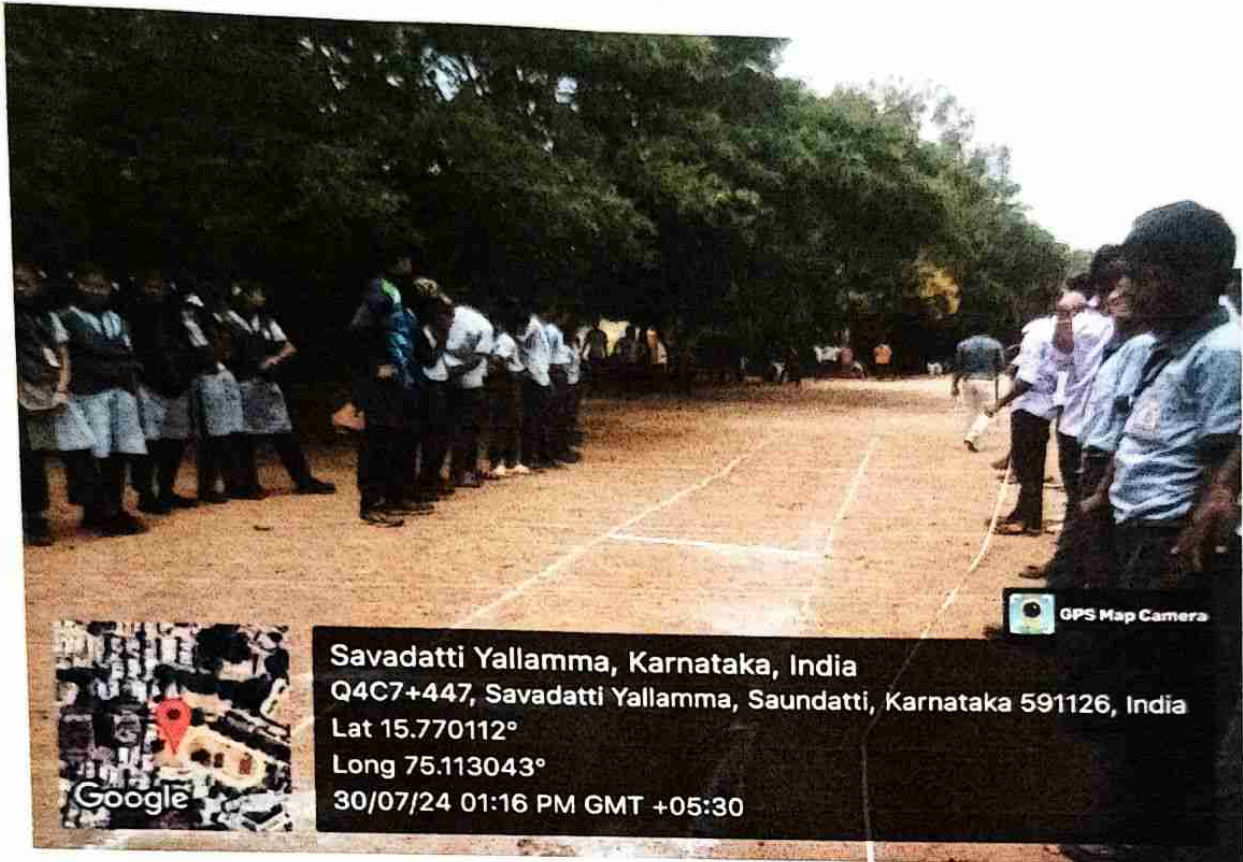 GPS Map Camera
Savadatti Yallamma, Karnataka, India
Q4C7+447, Savadatti Yallamma, Saundatti, Karnataka 591126, India
Lat 15.770112°
Long 75.113043°
30/07/24 01:16 PM GMT +05:30
Google